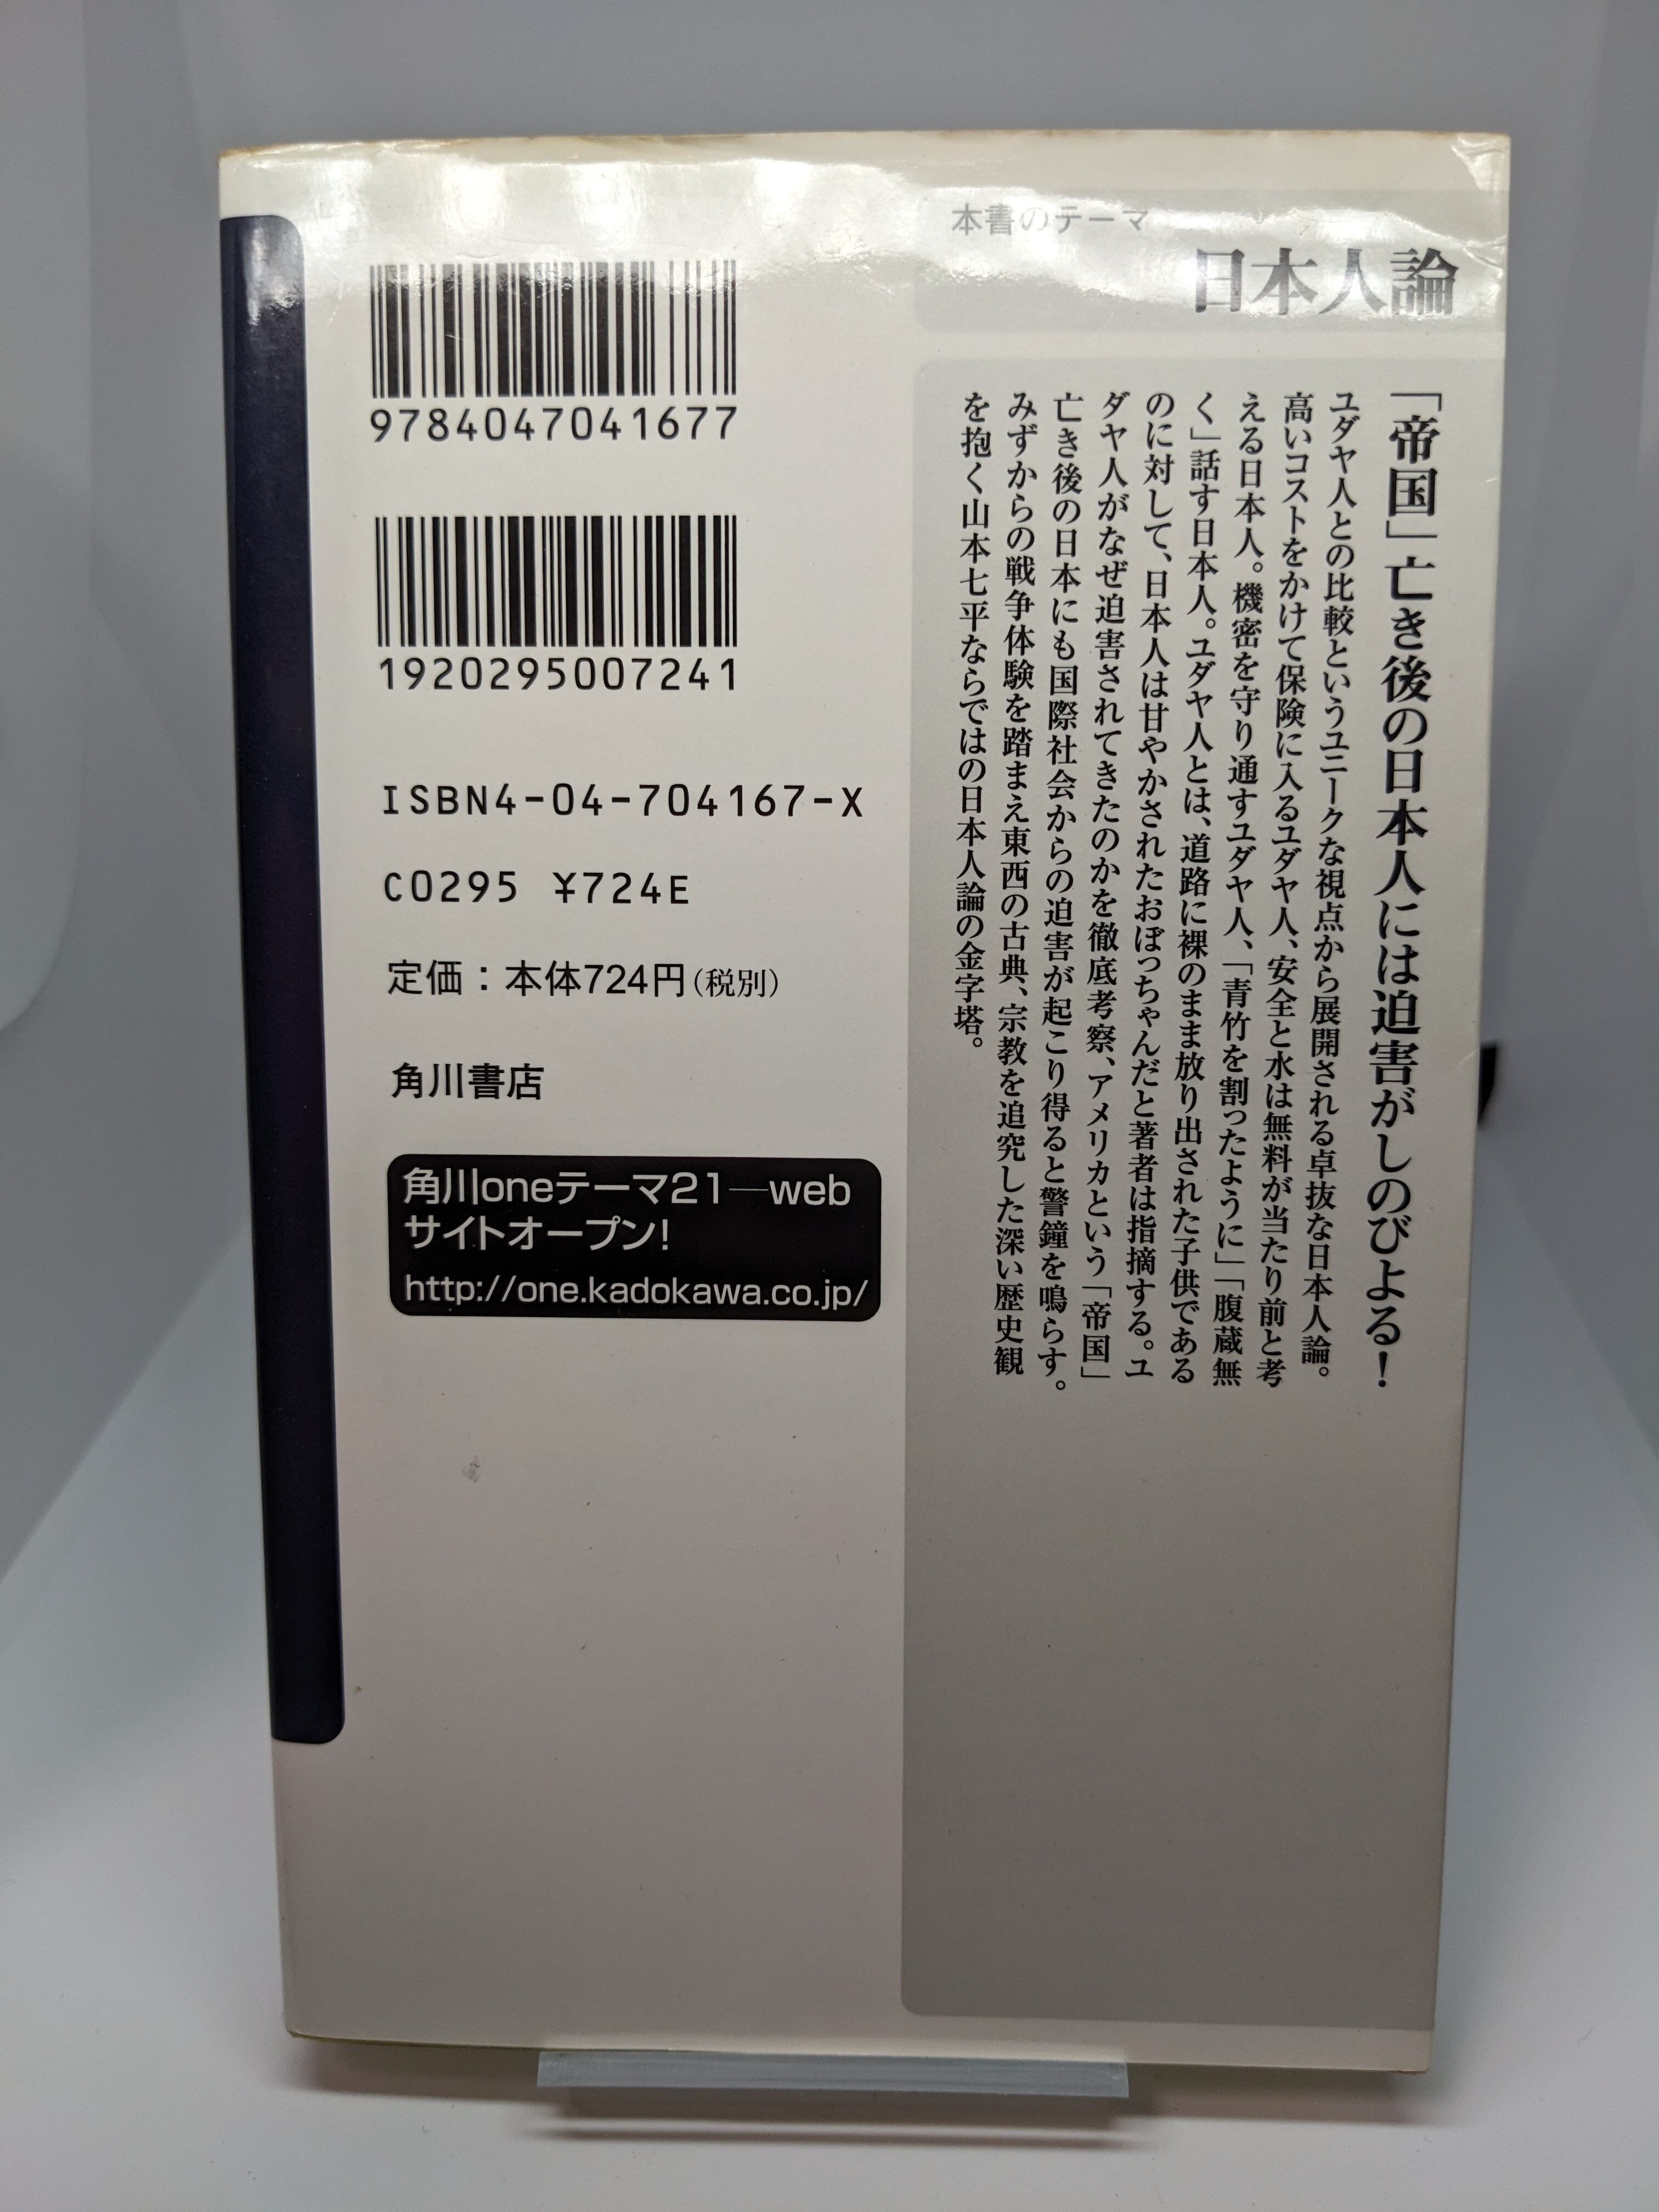 本書のテーマ
日本人論
「帝国」亡き後の日本人には迫害がしのびよる!
ユダヤ人との比較というユニークな視点から展開される卓抜な日本人論。
高いコストをかけて保険に入るユダヤ人、安全と水は無料が当たり前と考
える日本人。機密を守り通すユダヤ人、「青竹を割ったように」「腹蔵無
く」話す日本人。ユダヤ人とは、道路に裸のまま放り出された子供である
のに対して、日本人は甘やかされたおぼっちゃんだと著者は指摘する。ユ
ダヤ人がなぜ迫害されてきたのかを徹底考察、アメリカという「帝国」
亡き後の日本にも国際社会からの迫害が起こり得ると警鐘を鳴らす。
みずからの戦争体験を踏まえ東西の古典、宗教を追究した深い歴史観
を抱く山本七平ならではの日本人論の金字塔。
9784047041677
1920295007241
ISBN4-04-704167-X
C0295 ¥724E
定価:本体724円(税別)
角川書店
角川oneテーマ21―web
サイトオープン!
http://one.kadokawa.co.jp/